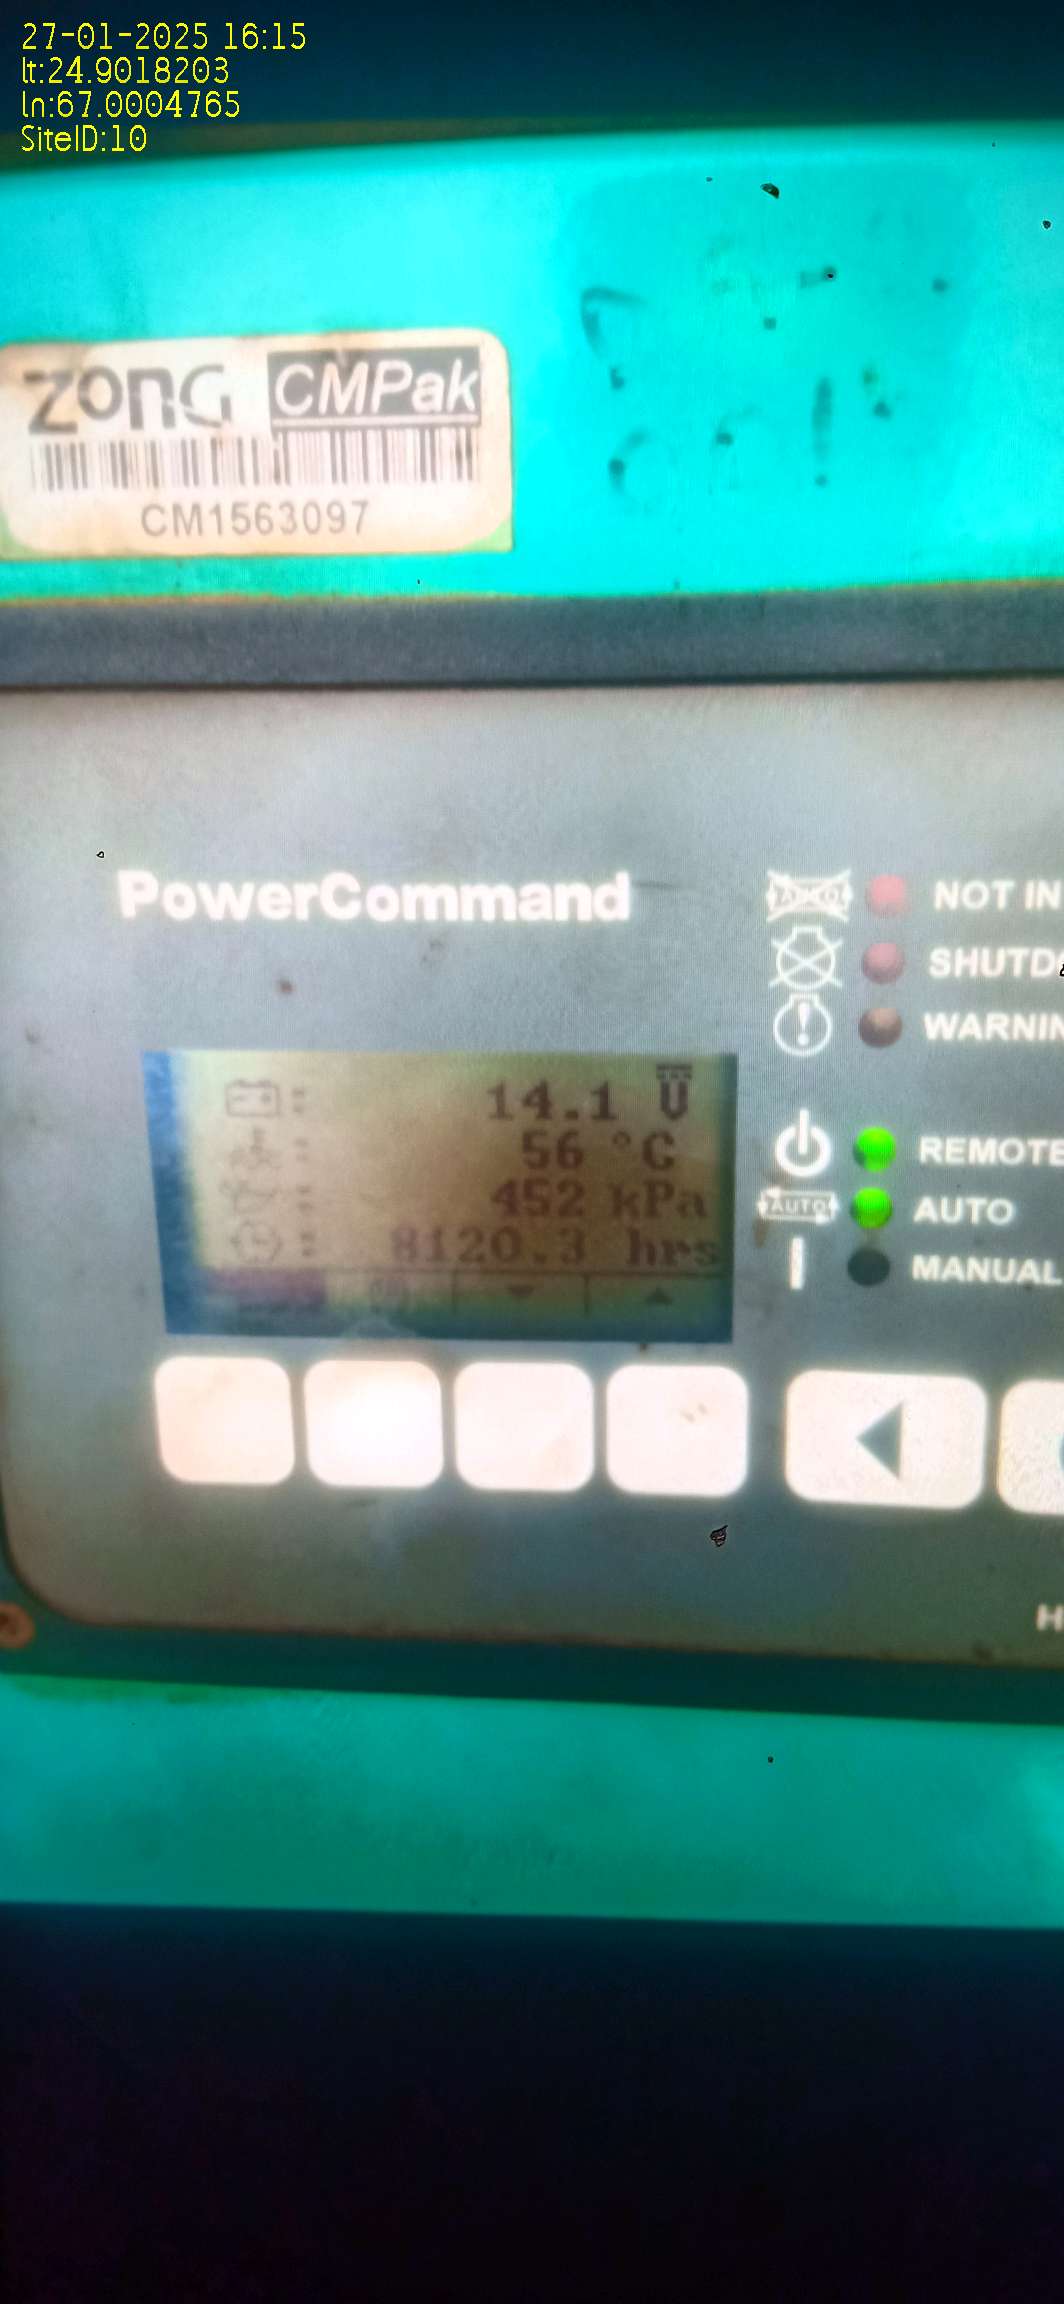 27-01-2025 16:15
lt:24.9018203
ln:67.0004765
SiteID:10
zonG CMPak
CM1563097
PowerCommand
NOT IN
SHUTD
WARNIN
14.1 V
56 °C
452 kPa
8120.3 hrs
REMOTE
AUTO AUTO
MANUAL
H